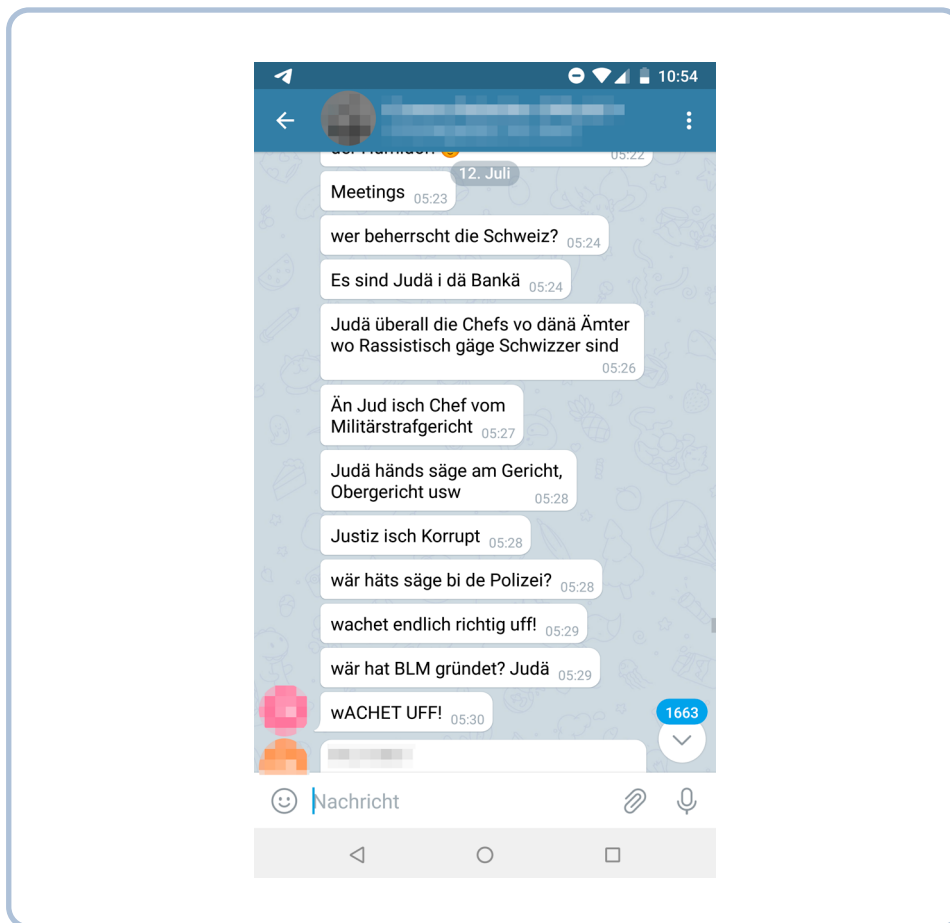 10:54
05:22
12. Juli
Meetings 05:23
wer beherrscht die Schweiz? 05:24
Es sind Judä i dä Bankä 05:24
Judä überall die Chefs vo dänä Ämter
wo Rassistisch gäge Schwizzer sind
05:26
Än Jud isch Chef vom
Militärstrafgericht 05:27
Judä händs säge am Gericht,
Obergericht usw 05:28
Justiz isch Korrupt 05:28
wär häts säge bi de Polizei? 05:28
wachet endlich richtig uff! 05:29
wär hat BLM gründet? Judä 05:29
wACHET UFF! 05:30
1663
Nachricht